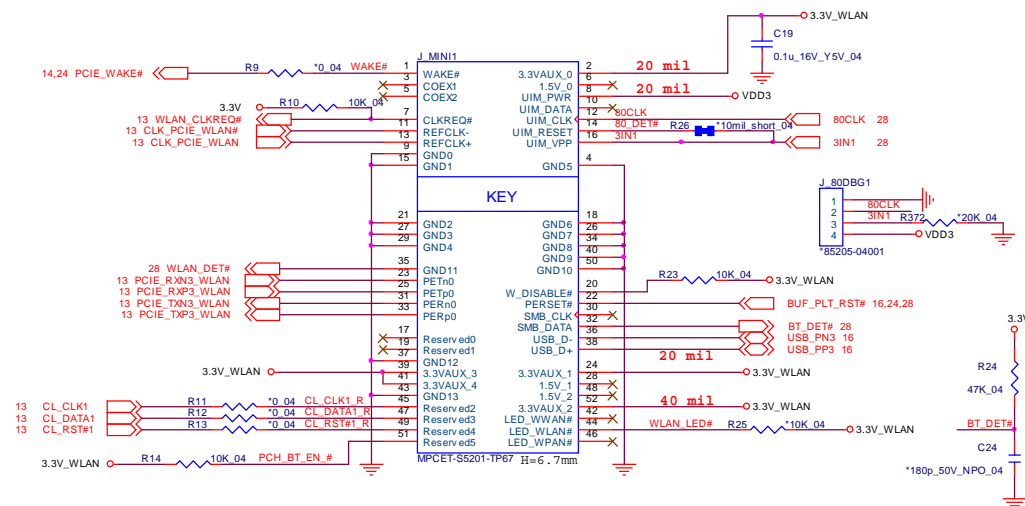 3.3V_WLAN
C19
0.1u_16V_Y5V_04
J_MINI1
14,24 PCIE_WAKE#
R9
*0_04
WAKE#
1
WAKE#
3.3VAUX_0
2
20 mil
3
COEX1
1.5V_0
6
5
COEX2
UIM_PWR
8
20 mil
VDD3
UIM_DATA
10
3.3V
R10
10K_04
13 WLAN_CLKREQ#
7
CLKREQ#
UIM_CLK
12
80CLK
80CLK 28
13 CLK_PCIE_WLAN#
11
REFCLK-
UIM_RESET
14
80_DET#
R26
*10mil_short_04
13 CLK_PCIE_WLAN
13
REFCLK+
UIM_VPP
16
3IN1
3IN1 28
9
GND0
15
GND1
GND5
4
KEY
J_80DBG1
1
2
80CLK
3
3IN1
R372
*20K_04
4
VDD3
*85205-04001
21
GND2
GND6
18
27
GND3
GND7
26
29
GND4
GND8
34
GND9
40
28 WLAN_DET#
35
GND11
GND10
50
13 PCIE_RXN3_WLAN
23
PETn0
13 PCIE_RXP3_WLAN
25
PETp0
W_DISABLE#
20
R23
10K_04
3.3V_WLAN
13 PCIE_TXN3_WLAN
31
PERn0
PERSET#
22
BUF_PLT_RST# 16,24,28
13 PCIE_TXP3_WLAN
33
PERp0
SMB_CLK
30
SMB_DATA
32
BT_DET# 28
17
Reserved0
USB_D-
36
USB_PN3 16
19
Reserved1
USB_D+
38
USB_PP3 16
37
GND12
20 mil
3.3V_WLAN
39
3.3VAUX_3
3.3VAUX_1
24
3.3V_WLAN
41
3.3VAUX_4
1.5V_1
28
43
GND13
1.5V_2
48
13 CL_CLK1
R11
*0_04
CL_CLK1_R
45
Reserved2
3.3VAUX_2
52
40 mil
3.3V_WLAN
13 CL_DATA1
R12
*0_04
CL_DATA1_R
47
Reserved3
LED_WWAN#
42
13 CL_RST#1
R13
*0_04
CL_RST#1_R
49
Reserved4
LED_WLAN#
44
WLAN_LED#
R25
*10K_04
3.3V_WLAN
51
Reserved5
LED_WPAN#
46
3.3V_WLAN
R14
10K_04
PCH_BT_EN_#
MPCET-S5201-TP67
H=6.7mm
R24
47K_04
BT_DET#
C24
*180p_50V_NPO_04